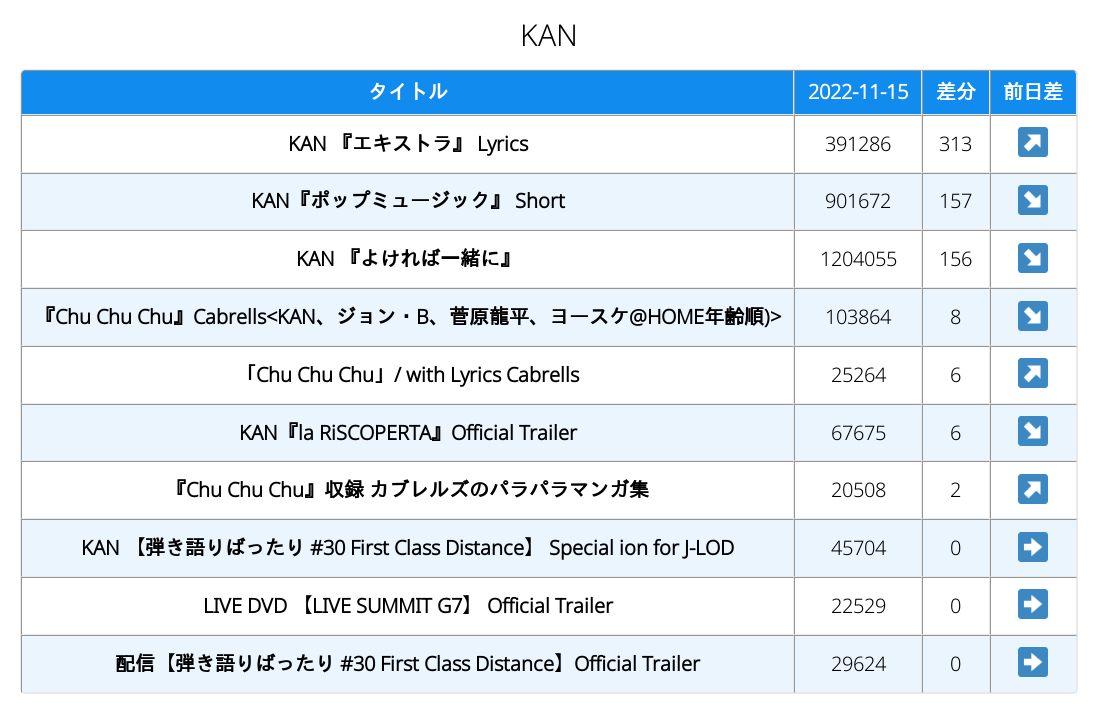 KAN
タイトル 2022-11-15 差分 前日差
KAN 『エキストラ』 Lyrics 391286 313 ↗
KAN『ポップミュージック』 Short 901672 157 ↘
KAN 『よければ一緒に』 1204055 156 ↘
『Chu Chu Chu』Cabrells<KAN、ジョン・B、菅原龍平、ヨースケ@HOME年齢順)> 103864 8 ↘
「Chu Chu Chu」/ with Lyrics Cabrells 25264 6 ↗
KAN『la RiSCOPERTA』Official Trailer 67675 6 ↘
『Chu Chu Chu』収録 カブレルズのパラパラマンガ集 20508 2 ↗
KAN 【弾き語りばったり #30 First Class Distance】 Special ion for J-LOD 45704 0 ➡
LIVE DVD 【LIVE SUMMIT G7】 Official Trailer 22529 0 ➡
配信【弾き語りばったり #30 First Class Distance】Official Trailer 29624 0 ➡